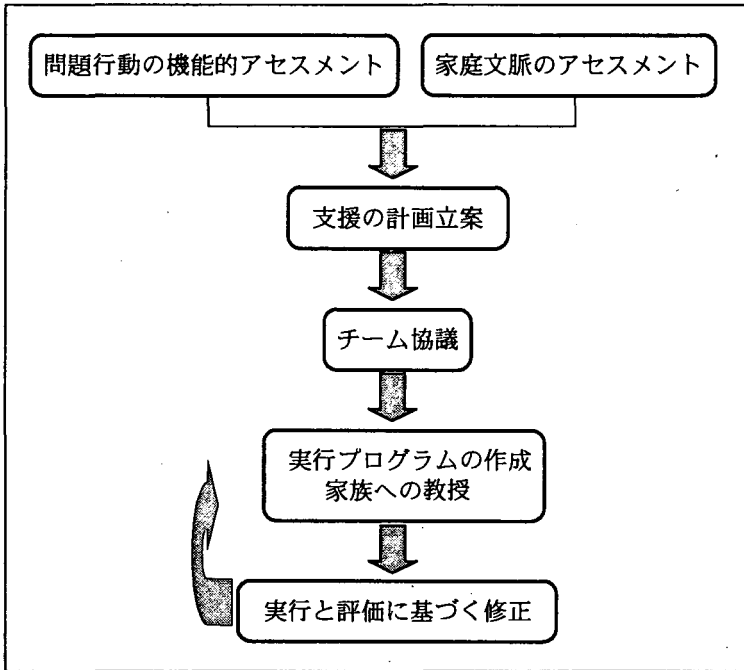 問題行動の機能的アセスメント
家庭文脈のアセスメント
支援の計画立案
チーム協議
実行プログラムの作成
家族への教授
実行と評価に基づく修正